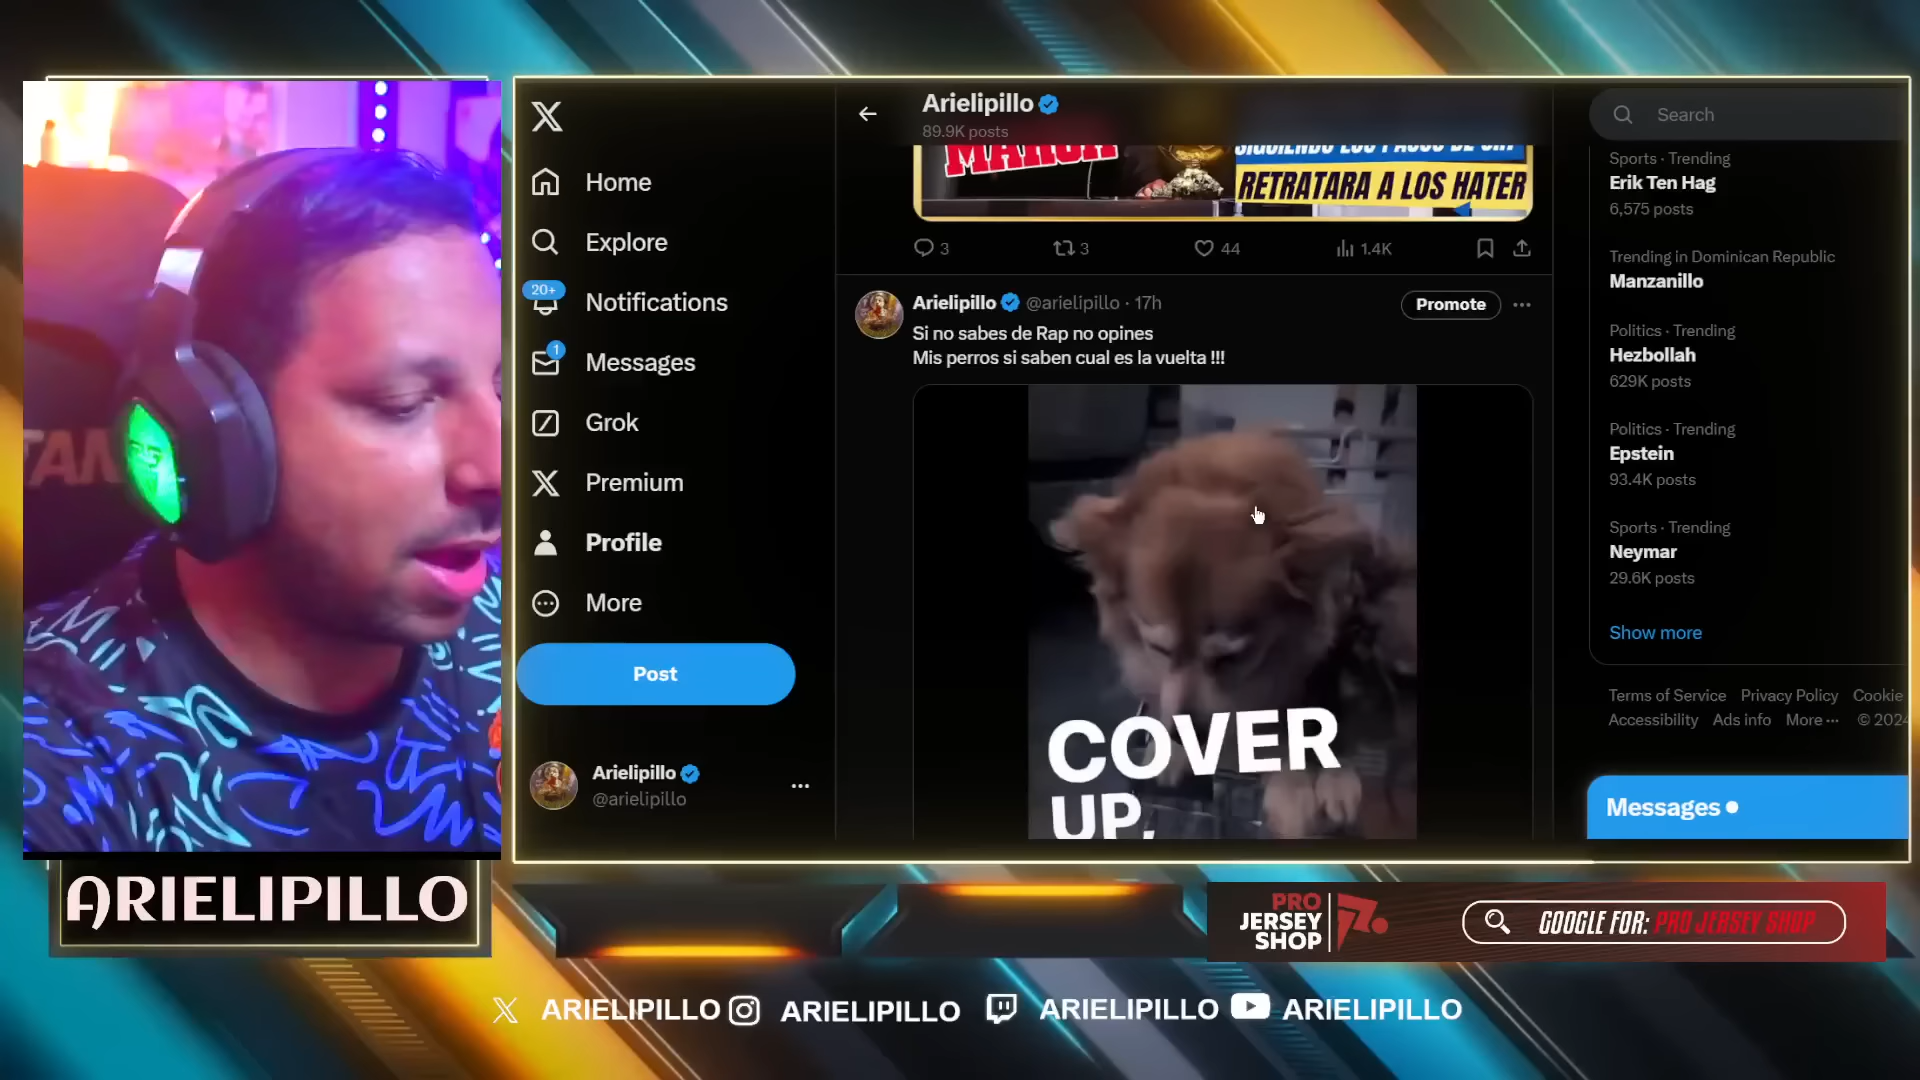 X
Home
Explore
20+
Notifications
1
Messages
Grok
Premium
Profile
More
Post
Arielipillo
@arielipillo
Arielipillo
89.9K posts
MARCA
RETRATARA A LOS HATER
3
3
44
1.4K
Arielipillo @arielipillo · 17h
Promote
Si no sabes de Rap no opines
Mis perros si saben cual es la vuelta !!!
COVER
UP,
Search
Sports · Trending
Erik Ten Hag
6,575 posts
Trending in Dominican Republic
Manzanillo
Politics · Trending
Hezbollah
629K posts
Politics · Trending
Epstein
93.4K posts
Sports · Trending
Neymar
29.6K posts
Show more
Terms of Service Privacy Policy Cookie
Accessibility Ads info More ··· © 2024
Messages
ARIELIPILLO
PRO
JERSEY
SHOP
GOOGLE FOR: PRO JERSEY SHOP
ARIELIPILLO ARIELIPILLO ARIELIPILLO ARIELIPILLO